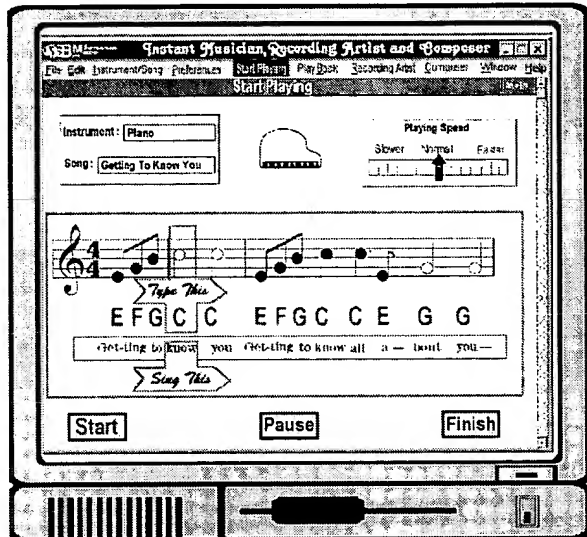 Instant Musician, Recording Artist and Composer
File Edit Instrument/Song Preferences Start Playing Play Back Recording Artist Composer Window Help
Start Playing
Instrument : Piano
Song : Getting To Know You
Playing Speed
Slower Normal Faster
4
4
Type This
E F G C C E F G C C E G G
Get-ting to know you Get-ting to know all a — bout you —
Sing This
Start Pause Finish